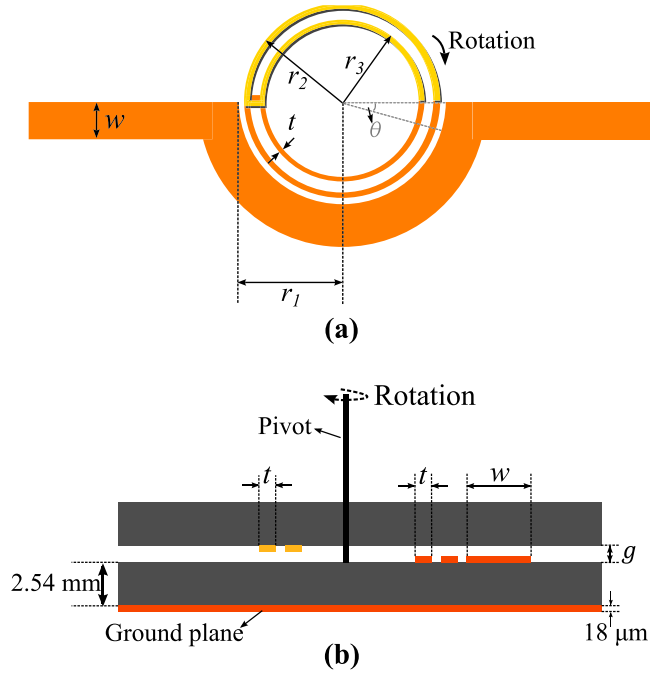 Rotation
r2
r3
w
t
θ
r1
(a)
Rotation
Pivot
t
t
w
g
2.54 mm
Ground plane
18 μm
(b)